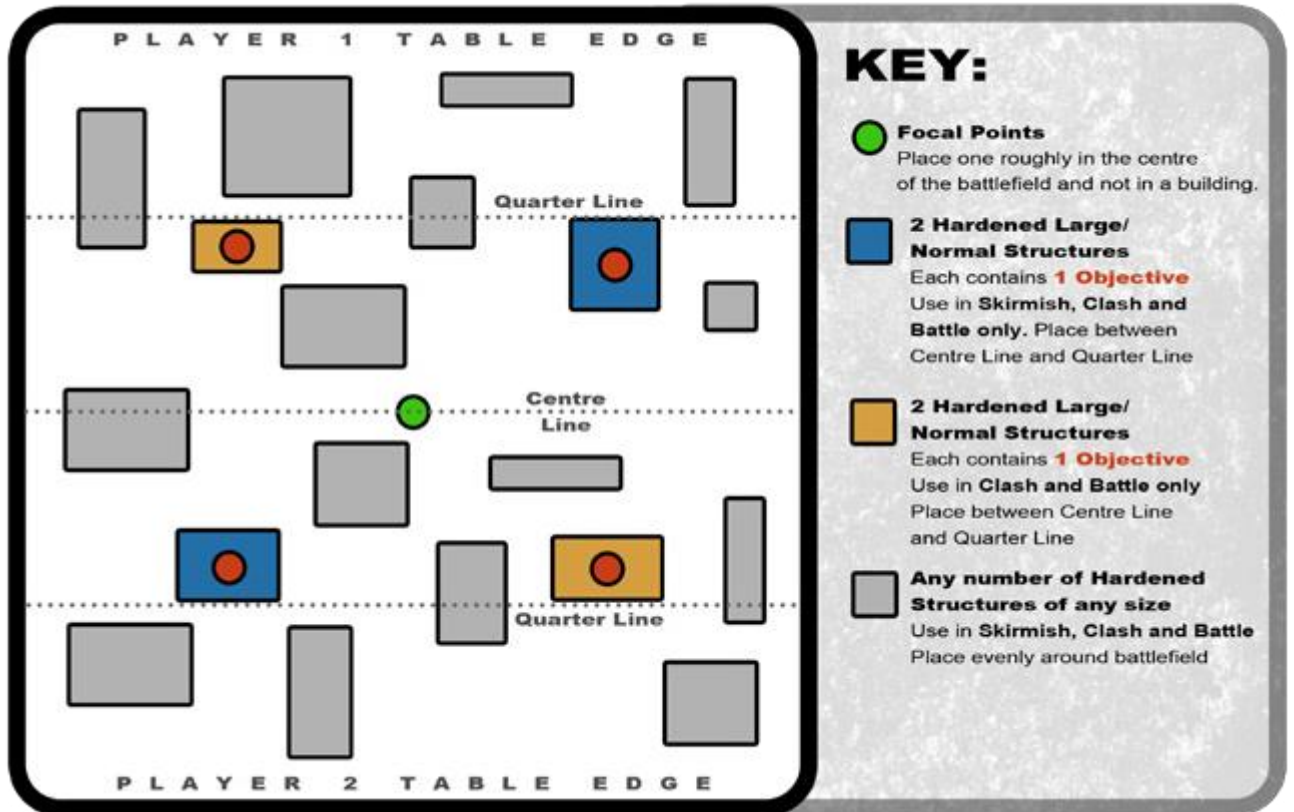 PLAYER 1 TABLE EDGE
Quarter Line
Centre
Line
Quarter Line
PLAYER 2 TABLE EDGE
KEY:
Focal Points
Place one roughly in the centre
of the battlefield and not in a building.
2 Hardened Large/
Normal Structures
Each contains 1 Objective
Use in Skirmish, Clash and
Battle only. Place between
Centre Line and Quarter Line
2 Hardened Large/
Normal Structures
Each contains 1 Objective
Use in Clash and Battle only
Place between Centre Line
and Quarter Line
Any number of Hardened
Structures of any size
Use in Skirmish, Clash and Battle
Place evenly around battlefield